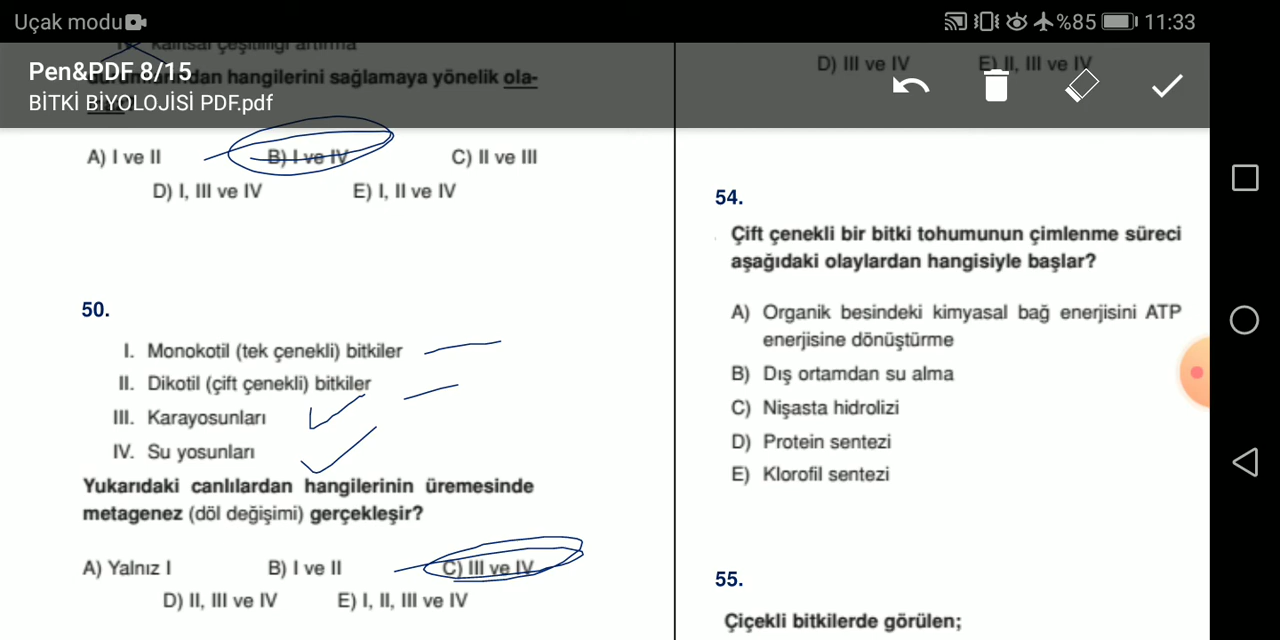 Uçak modu
%85 11:33
Pen&PDF 8/15
BİTKİ BİYOLOJİSİ PDF.pdf
kalıtsal çeşitliliği artırma
hangilerini sağlamaya yönelik ola-
A) I ve II B) I ve IV C) II ve III
D) I, III ve IV E) I, II ve IV
50.
I. Monokotil (tek çenekli) bitkiler
II. Dikotil (çift çenekli) bitkiler
III. Karayosunları
IV. Su yosunları
Yukarıdaki canlılardan hangilerinin üremesinde
metagenez (döl değişimi) gerçekleşir?
A) Yalnız I B) I ve II C) III ve IV
D) II, III ve IV E) I, II, III ve IV
D) III ve IV E) II, III ve IV
54.
Çift çenekli bir bitki tohumunun çimlenme süreci
aşağıdaki olaylardan hangisiyle başlar?
A) Organik besindeki kimyasal bağ enerjisini ATP
enerjisine dönüştürme
B) Dış ortamdan su alma
C) Nişasta hidrolizi
D) Protein sentezi
E) Klorofil sentezi
55.
Çiçekli bitkilerde görülen;